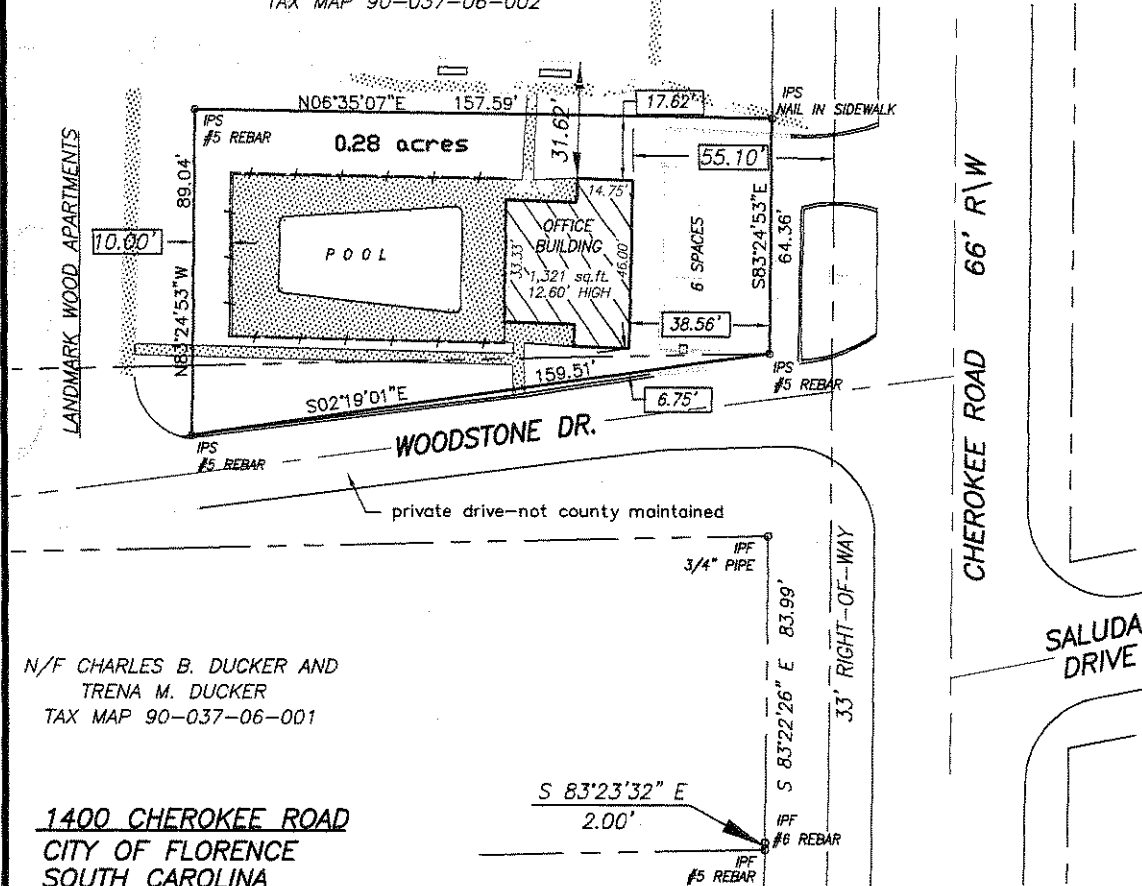 TAX MAP 90-037-06-002
N06°35'07"E 157.59'
IPS
#5 REBAR
0.28 acres
31.62'
17.62'
IPS
NAIL IN SIDEWALK
55.10'
LANDMARK WOOD APARTMENTS
89.04'
N83°24'53"W
10.00'
POOL
14.75'
OFFICE
BUILDING
33.33'
46.00'
1,321 sq.ft.
12.60' HIGH
6 SPACES
S83°24'53"E
64.36'
38.56'
CHEROKEE ROAD 66' R\W
IPS
#5 REBAR
S02°19'01"E 159.51'
6.75'
IPS
#5 REBAR
WOODSTONE DR.
private drive-not county maintained
IPF
3/4" PIPE
S 83°22'26" E 83.99'
33' RIGHT-OF-WAY
SALUDA
DRIVE
N/F CHARLES B. DUCKER AND
TRENA M. DUCKER
TAX MAP 90-037-06-001
S 83°23'32" E
2.00'
IPF
#6 REBAR
IPF
#5 REBAR
1400 CHEROKEE ROAD
CITY OF FLORENCE
SOUTH CAROLINA